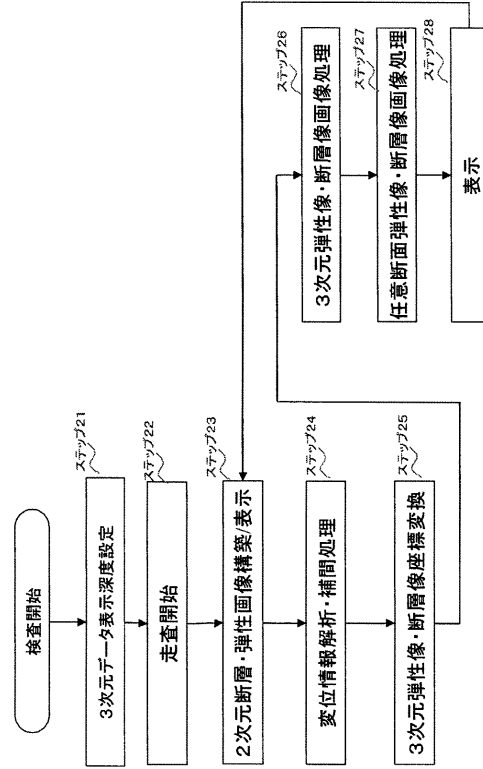 検査開始
ステップ21
3次元データ表示深度設定
ステップ22
走査開始
ステップ23
2次元断層・弾性画像構築/表示
ステップ24
変位情報解析・補間処理
ステップ25
3次元弾性像・断層像座標変換
ステップ26
3次元弾性像・断層像画像処理
ステップ27
任意断面弾性像・断層像画像処理
ステップ28
表示